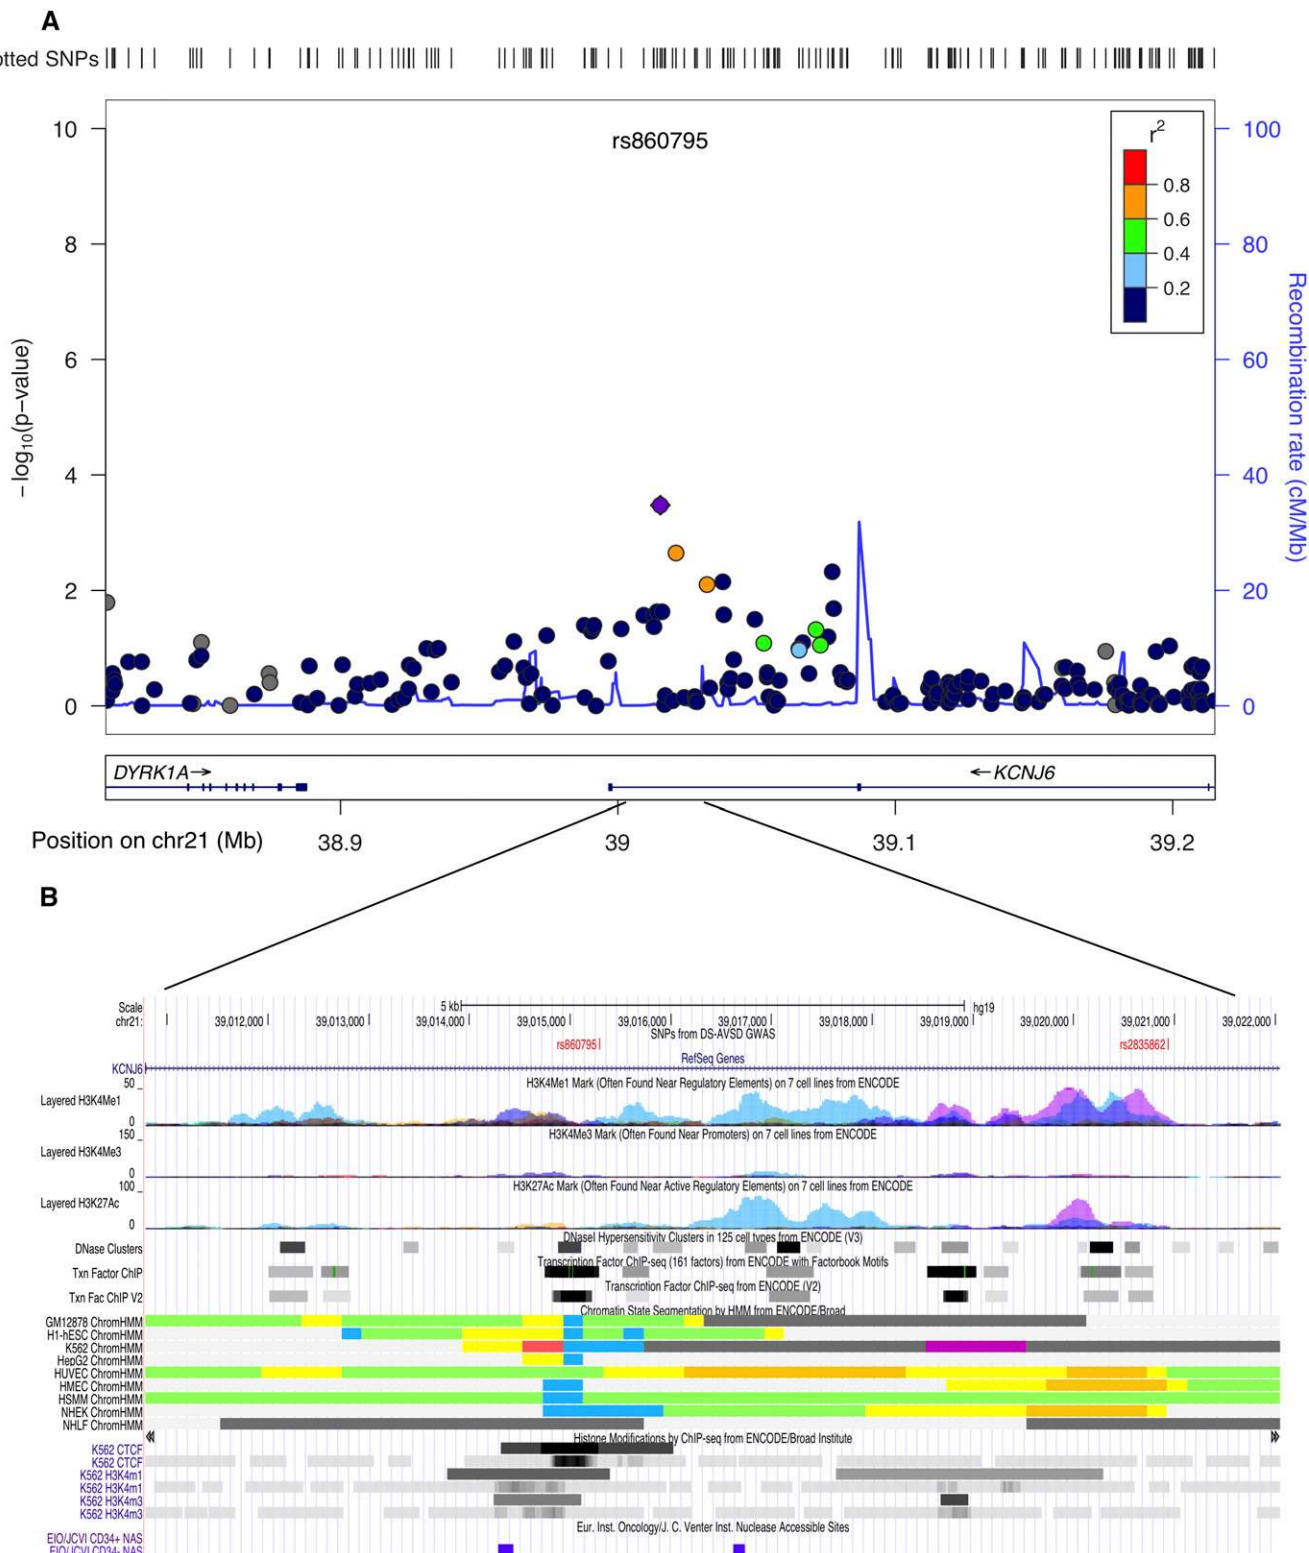 A
otted SNPs
rs860795
r2
0.8
0.6
0.4
0.2
10
8
6
4
2
0
100
80
60
40
20
0
−log10(p−value)
Recombination rate (cM/Mb)
DYRK1A→
←KCNJ6
Position on chr21 (Mb)
38.9
39
39.1
39.2
B
Scale
5 kb
hg19
chr21:
39,012,000
39,013,000
39,014,000
39,015,000
39,016,000
39,017,000
39,018,000
39,019,000
39,020,000
39,021,000
39,022,000
SNPs from DS-AVSD GWAS
rs860795
rs2835862
RefSeq Genes
KCNJ6
H3K4Me1 Mark (Often Found Near Regulatory Elements) on 7 cell lines from ENCODE
50
Layered H3K4Me1
0
H3K4Me3 Mark (Often Found Near Promoters) on 7 cell lines from ENCODE
150
Layered H3K4Me3
0
H3K27Ac Mark (Often Found Near Active Regulatory Elements) on 7 cell lines from ENCODE
100
Layered H3K27Ac
0
DNaseI Hypersensitivity Clusters in 125 cell types from ENCODE (V3)
DNase Clusters
Transcription Factor ChIP-seq (161 factors) from ENCODE with Factorbook Motifs
Txn Factor ChIP
Transcription Factor ChIP-seq from ENCODE (V2)
Txn Fac ChIP V2
Chromatin State Segmentation by HMM from ENCODE/Broad
GM12878 ChromHMM
H1-hESC ChromHMM
K562 ChromHMM
HepG2 ChromHMM
HUVEC ChromHMM
HMEC ChromHMM
HSMM ChromHMM
NHEK ChromHMM
NHLF ChromHMM
Histone Modifications by ChIP-seq from ENCODE/Broad Institute
K562 CTCF
K562 CTCF
K562 H3K4m1
K562 H3K4m1
K562 H3K4m3
K562 H3K4m3
Eur. Inst. Oncology/J. C. Venter Inst. Nuclease Accessible Sites
EIO/JCVI CD34+ NAS
EIO/JCVI CD34- NAS